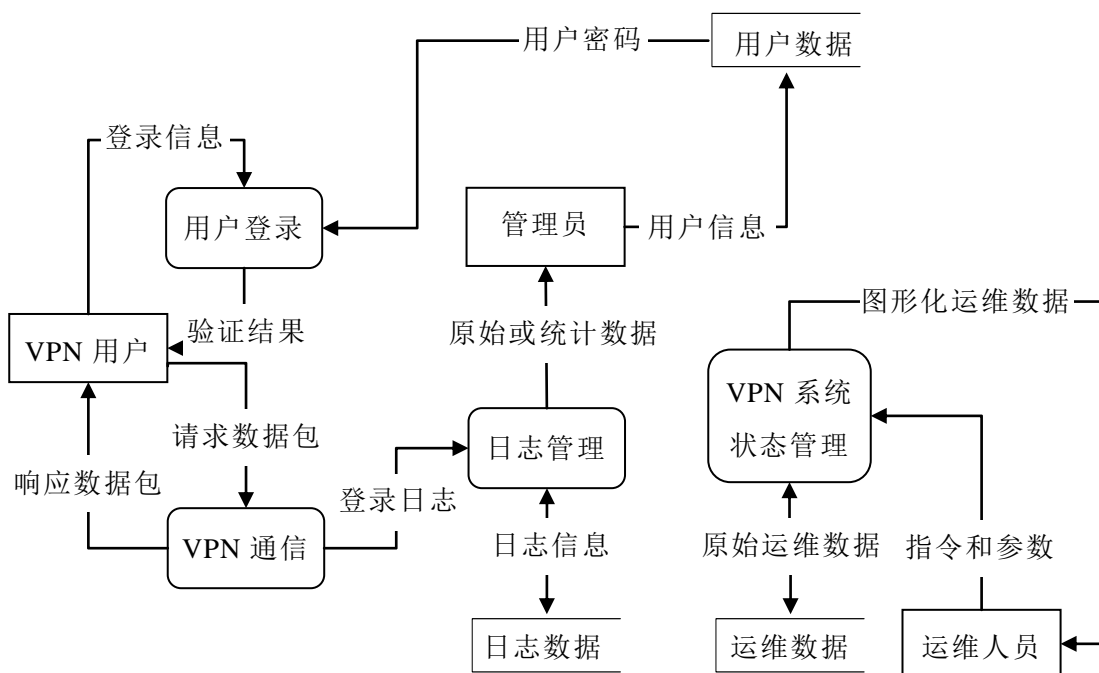 用户密码
用户数据
登录信息
用户登录
管理员
用户信息
图形化运维数据
验证结果
原始或统计数据
VPN 用户
VPN 系统
状态管理
请求数据包
日志管理
响应数据包
登录日志
VPN 通信
日志信息
原始运维数据
指令和参数
日志数据
运维数据
运维人员